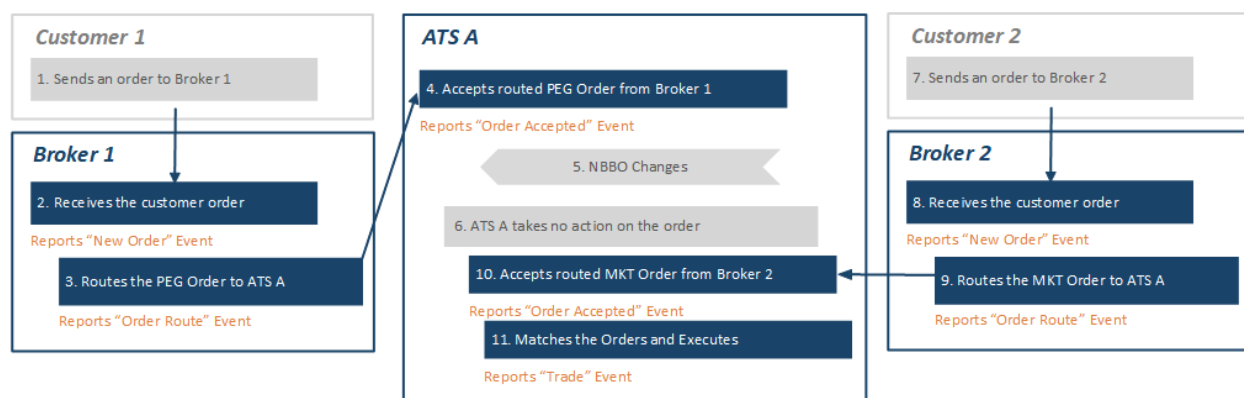 Customer 1
1. Sends an order to Broker 1
Broker 1
2. Receives the customer order
Reports “New Order” Event
3. Routes the PEG Order to ATS A
Reports “Order Route” Event
ATS A
4. Accepts routed PEG Order from Broker 1
Reports “Order Accepted” Event
5. NBBO Changes
6. ATS A takes no action on the order
10. Accepts routed MKT Order from Broker 2
Reports “Order Accepted” Event
11. Matches the Orders and Executes
Reports “Trade” Event
Customer 2
7. Sends an order to Broker 2
Broker 2
8. Receives the customer order
Reports “New Order” Event
9. Routes the MKT Order to ATS A
Reports “Order Route” Event